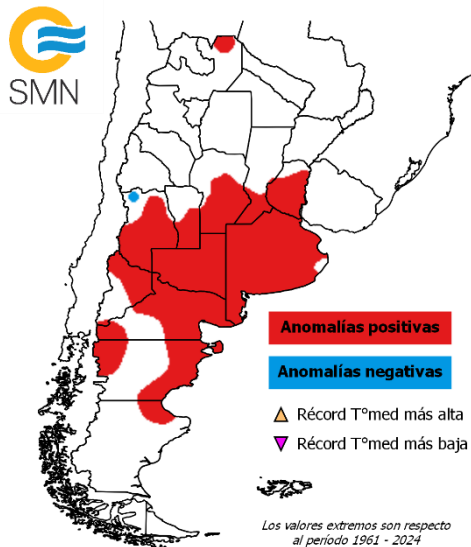 SMN
Anomalías positivas
Anomalías negativas
Récord T°med más alta
Récord T°med más baja
Los valores extremos son respecto
al período 1961 - 2024